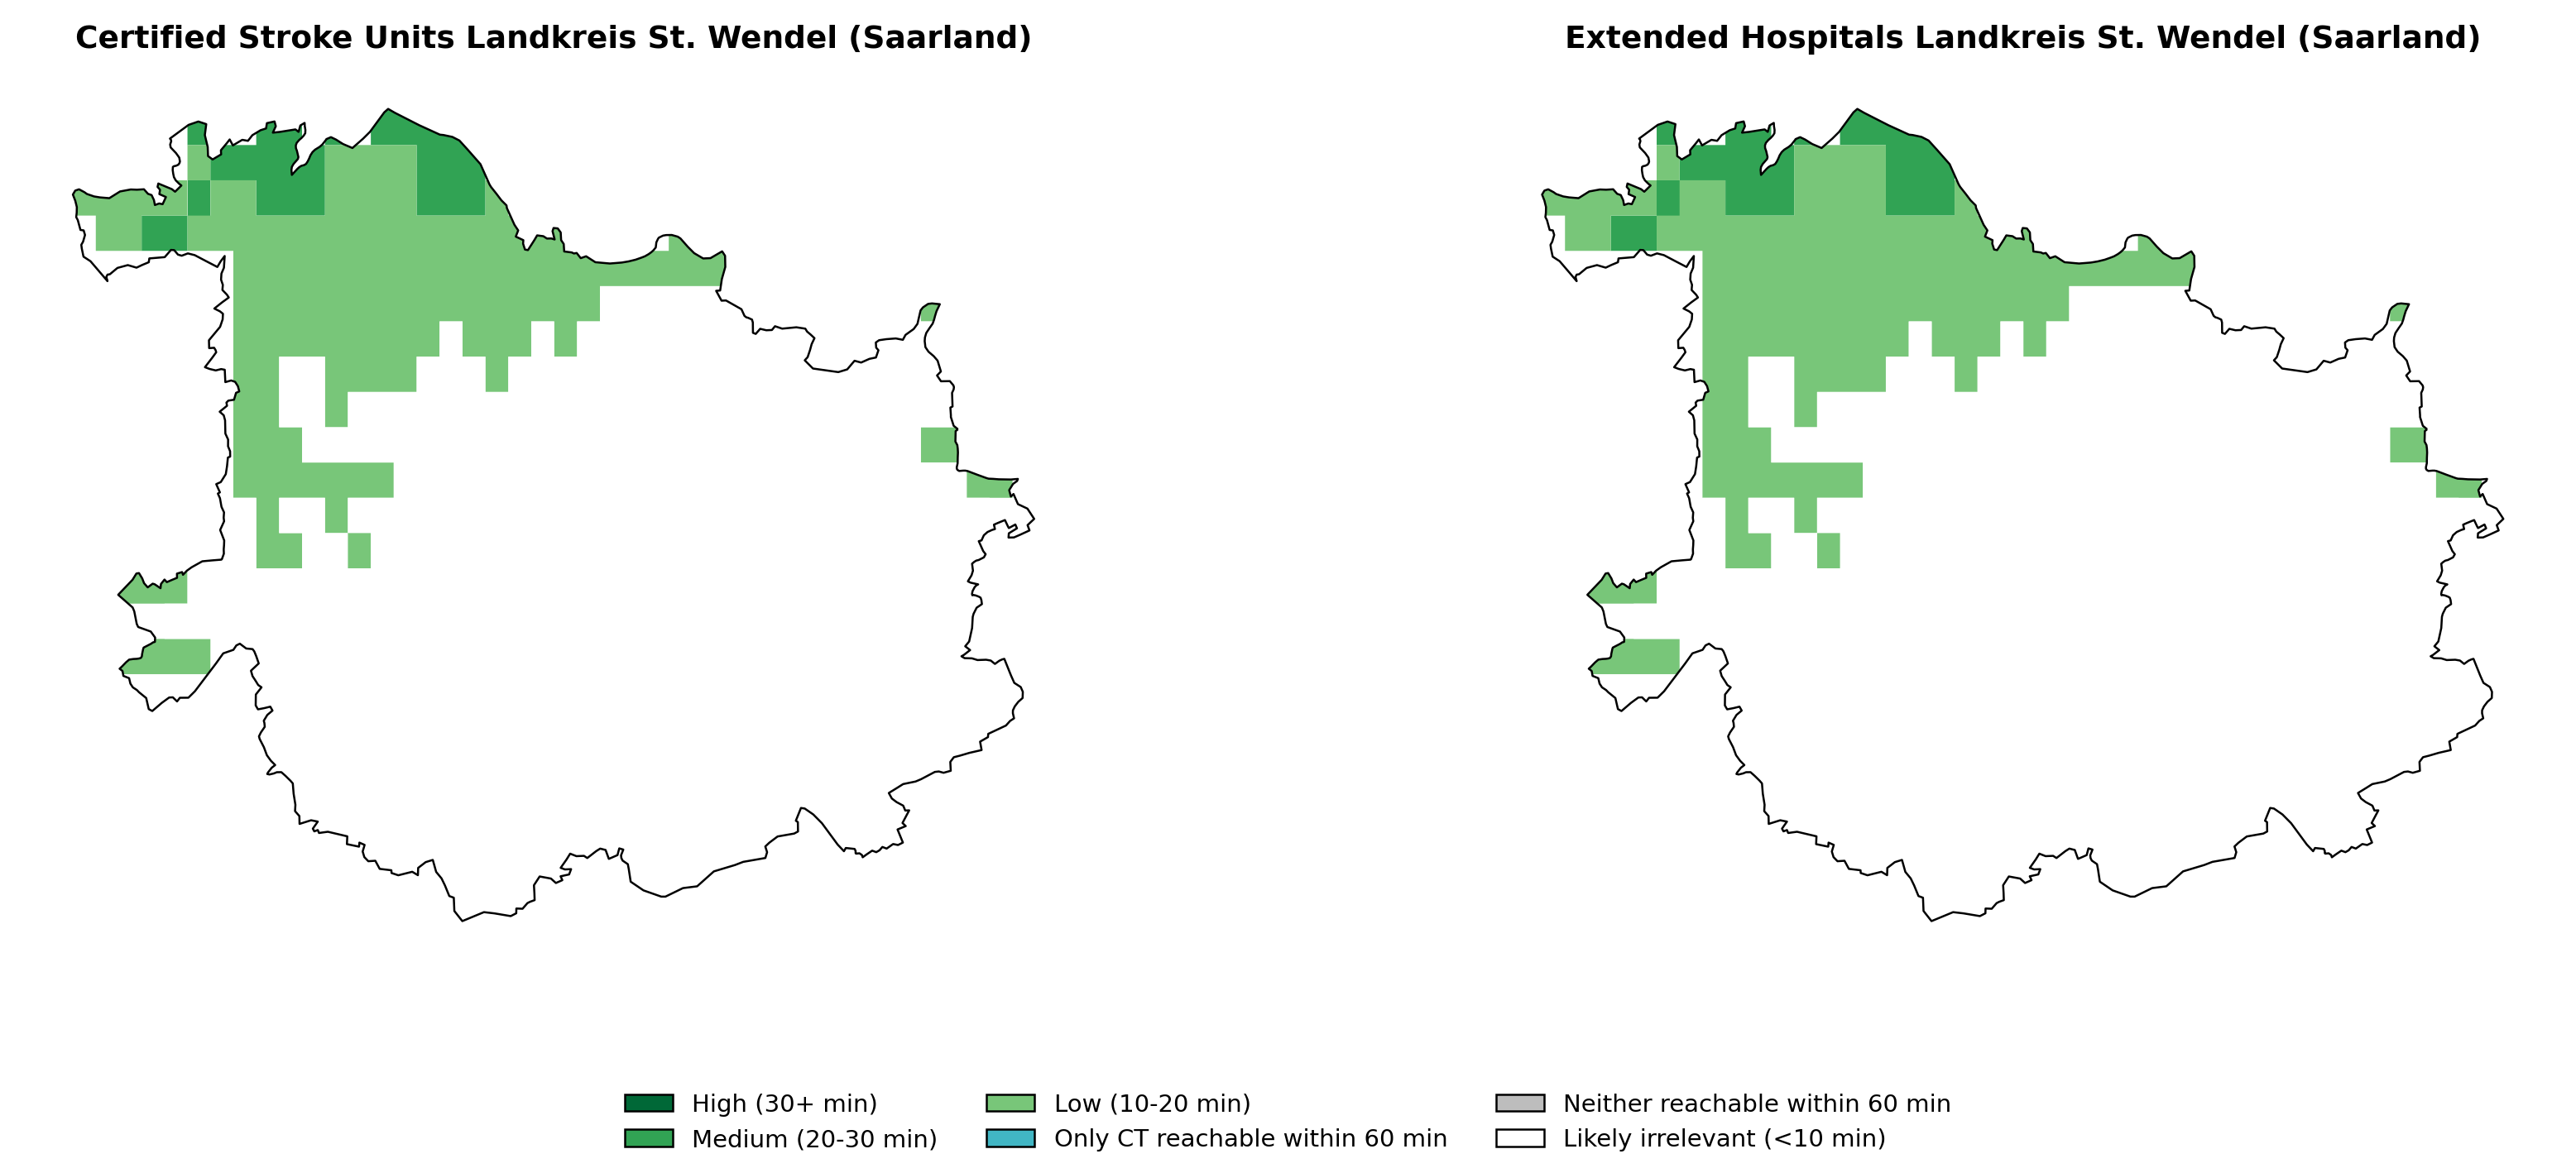 Certified Stroke Units Landkreis St. Wendel (Saarland)
Extended Hospitals Landkreis St. Wendel (Saarland)
High (30+ min)
Medium (20-30 min)
Low (10-20 min)
Only CT reachable within 60 min
Neither reachable within 60 min
Likely irrelevant (<10 min)